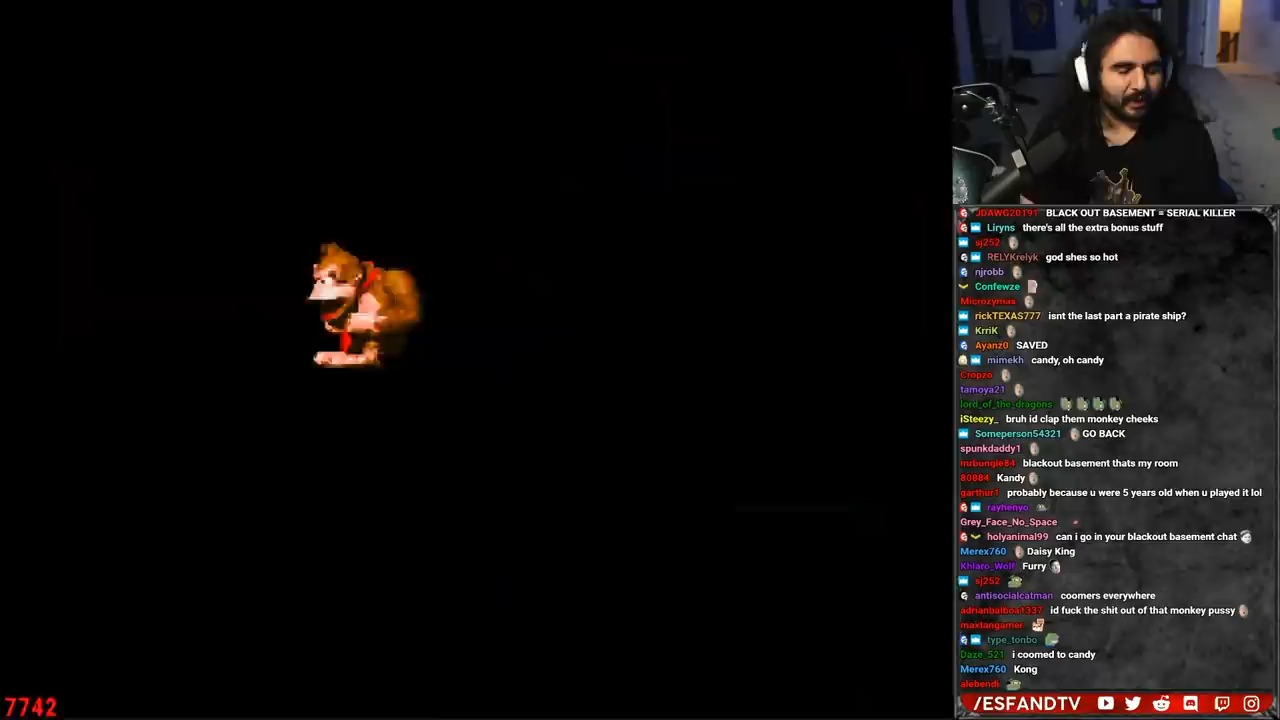 JDAWG20191 BLACK OUT BASEMENT = SERIAL KILLER
Liryns there's all the extra bonus stuff
sj252
RELYKrelyk god shes so hot
njrobb
Confewze
Microzymas
rickTEXAS777 isnt the last part a pirate ship?
KrriK
Ayanz0 SAVED
mimekh candy, oh candy
Cropzo
tamoya21
lord_of_the_dragons
iSteezy_ bruh id clap them monkey cheeks
Someperson54321 GO BACK
spunkdaddy1
mrbungle84 blackout basement thats my room
80884 Kandy
garthur1 probably because u were 5 years old when u played it lol
rayhenyo
Grey_Face_No_Space
holyanimal99 can i go in your blackout basement chat
Merex760 Daisy King
Khlaro_Wolf Furry
sj252
antisocialcatman coomers everywhere
adrianbalboa1337 id fuck the shit out of that monkey pussy
maxtangamer
type_tonbo
Daze_521 i coomed to candy
Merex760 Kong
alebendi
/ESFANDTV
7742